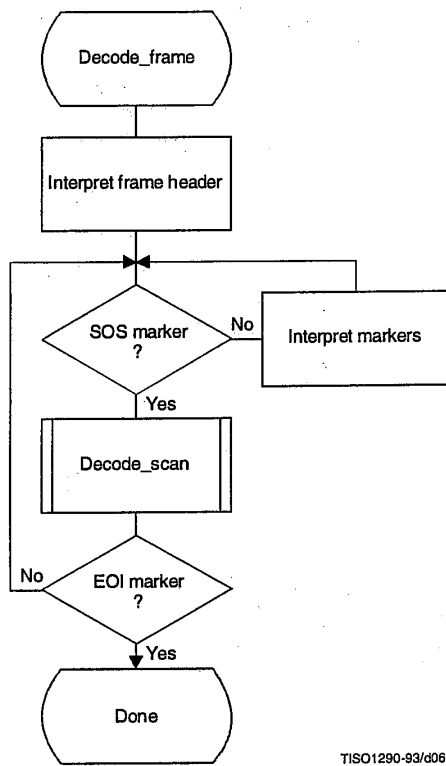 Decode_frame
Interpret frame header
SOS marker
?
No
Interpret markers
Yes
Decode_scan
No
EOI marker
?
Yes
Done
TISO1290-93/d06